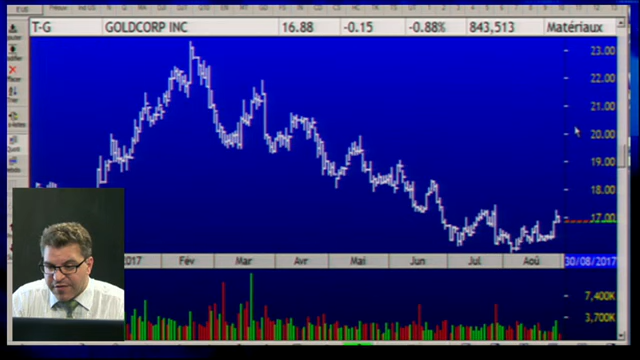 T-G GOLDCORP INC 16.88 -0.15 -0.88% 843,513 Matériaux
23.00
22.00
21.00
20.00
19.00
18.00
17.00
2017 Fév Mar Avr Mai Jun Jul Aoû 30/08/2017
7,400K
3,700K